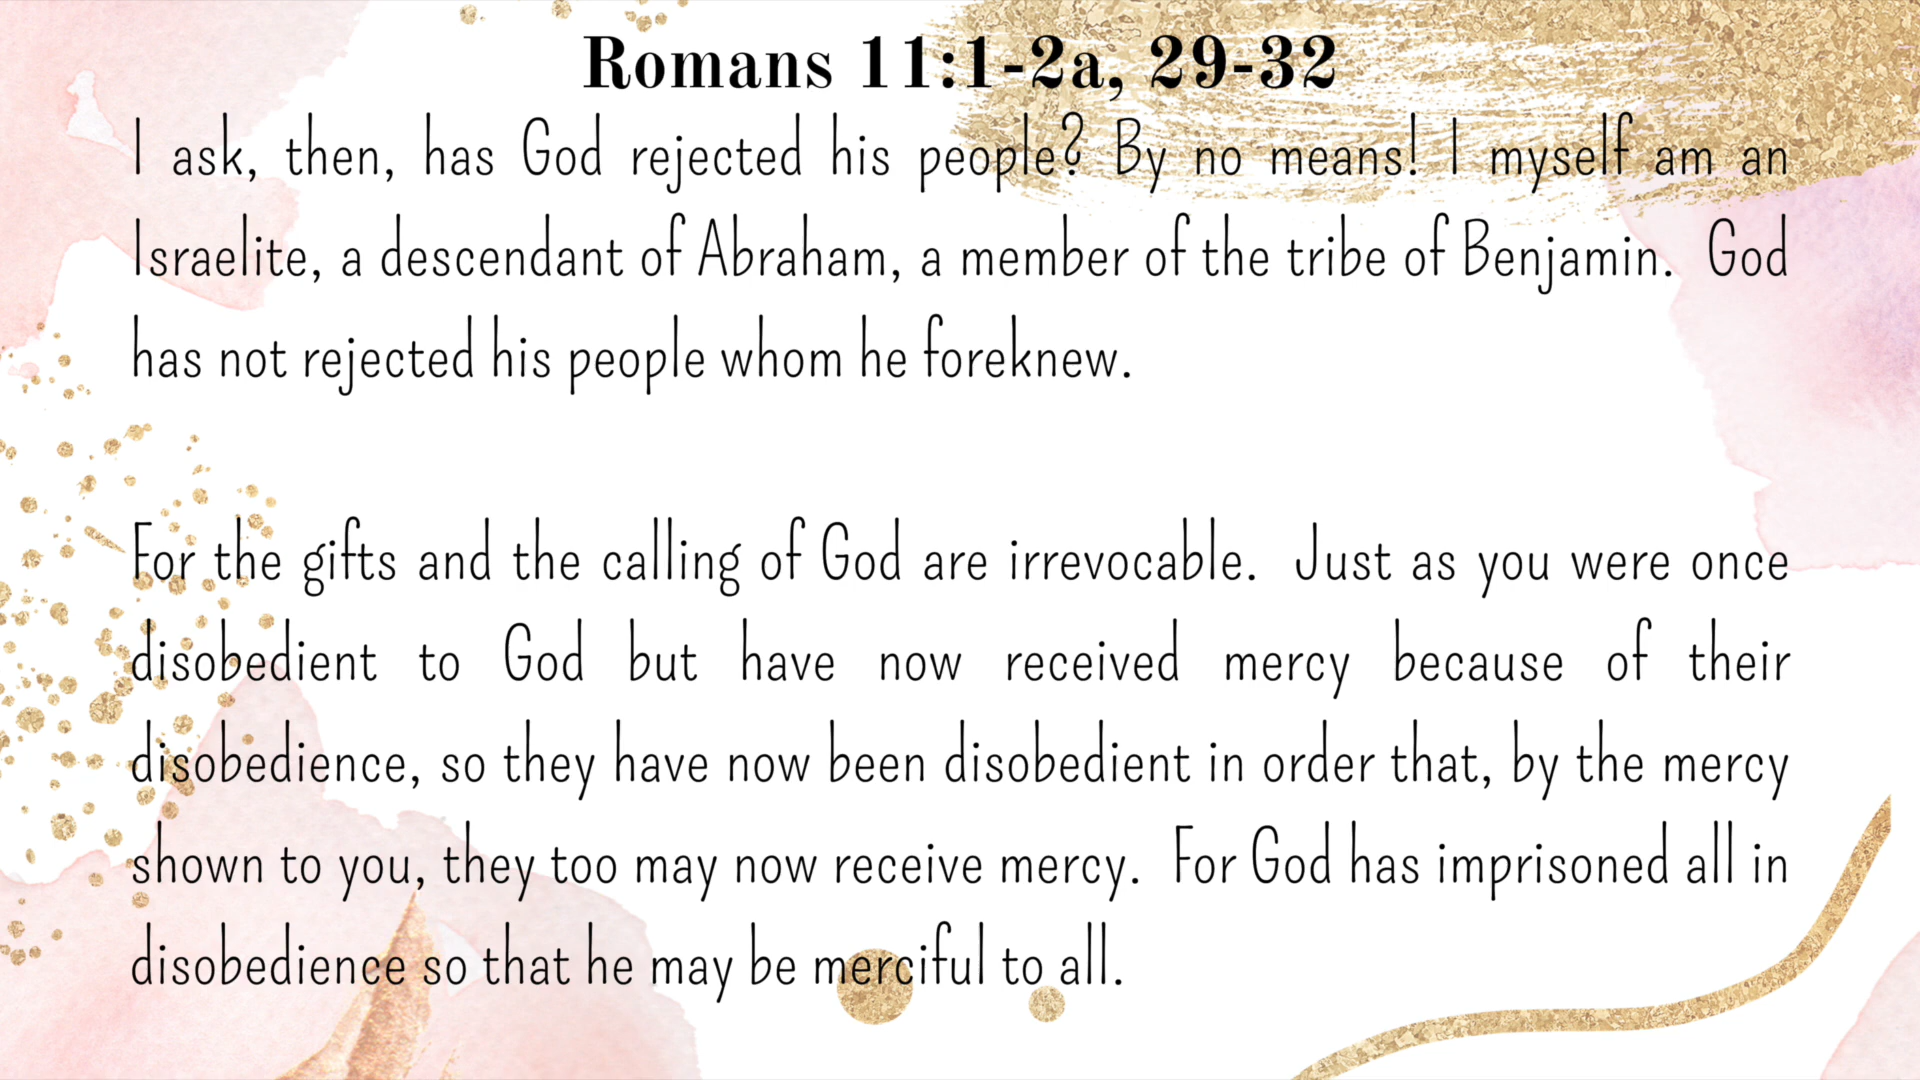 Romans 11:1-2a, 29-32
I ask, then, has God rejected his people? By no means! I myself am an
Israelite, a descendant of Abraham, a member of the tribe of Benjamin.  God
has not rejected his people whom he foreknew.
For the gifts and the calling of God are irrevocable.  Just as you were once
disobedient to God but have now received mercy because of their
disobedience, so they have now been disobedient in order that, by the mercy
shown to you, they too may now receive mercy.  For God has imprisoned all in
disobedience so that he may be merciful to all.